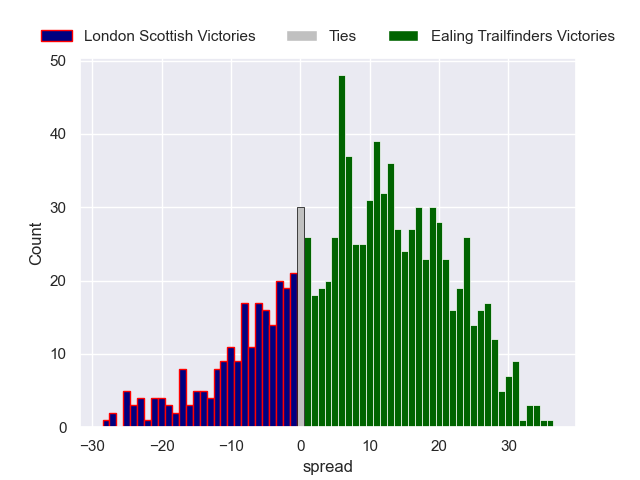 London Scottish Victories Ties Ealing Trailfinders Victories
50
40
30
20
10
0
Count
−30 −20 −10 0 10 20 30
spread